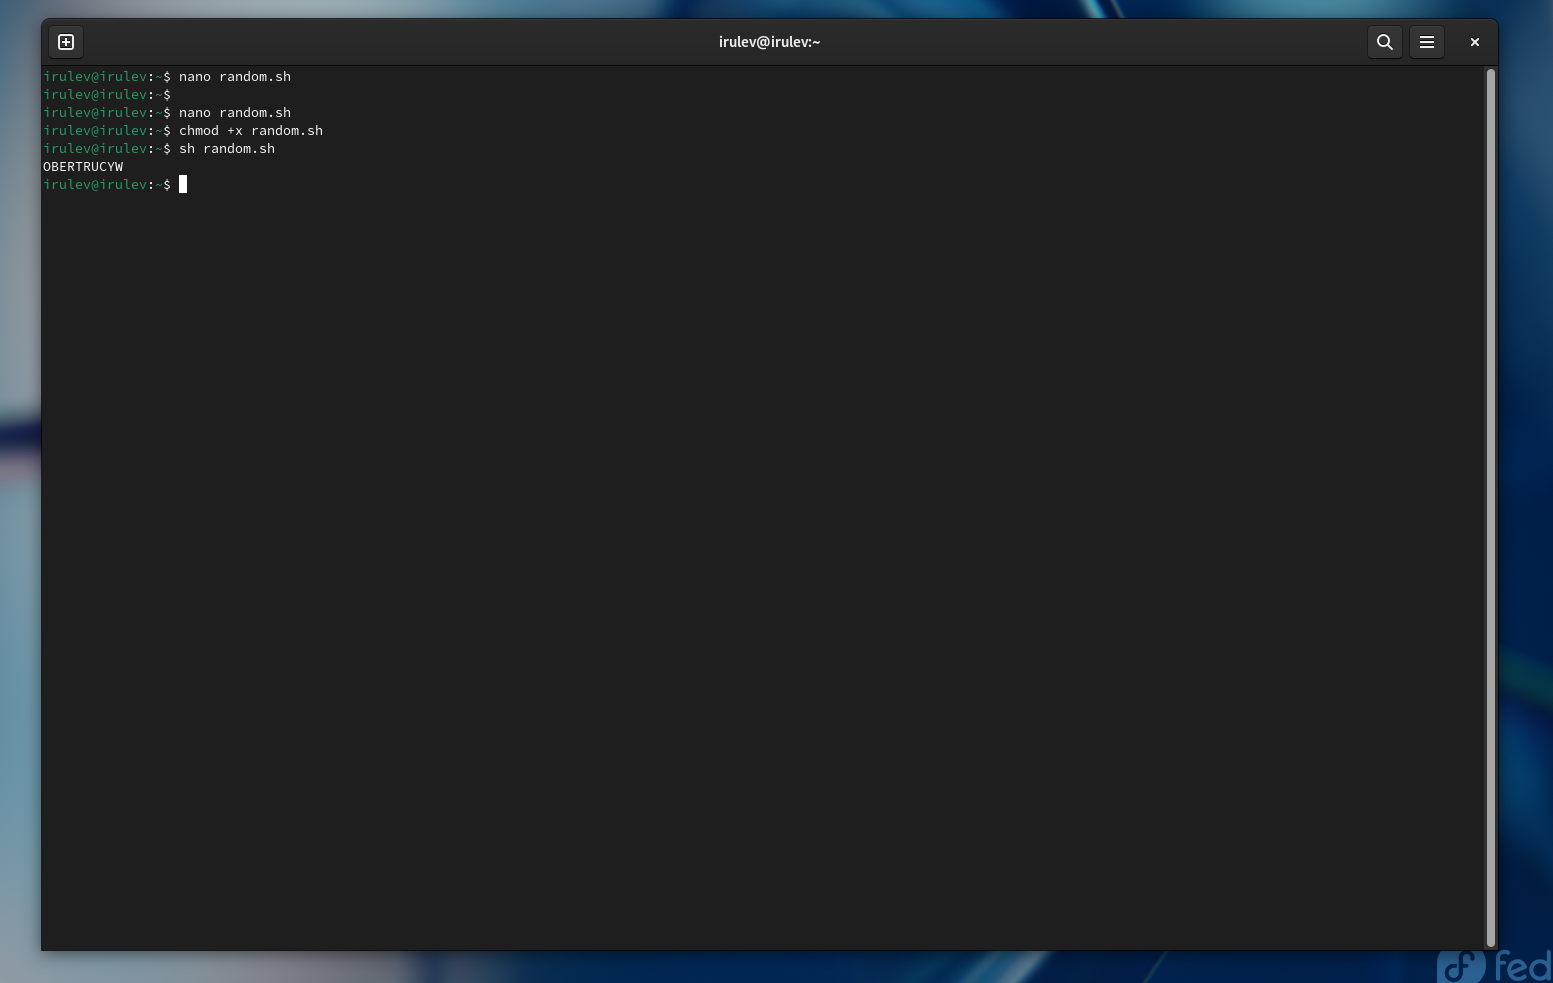 irulev@irulev:~
irulev@irulev:~$ nano random.sh
irulev@irulev:~$
irulev@irulev:~$ nano random.sh
irulev@irulev:~$ chmod +x random.sh
irulev@irulev:~$ sh random.sh
OBERTRUCYW
irulev@irulev:~$
fed